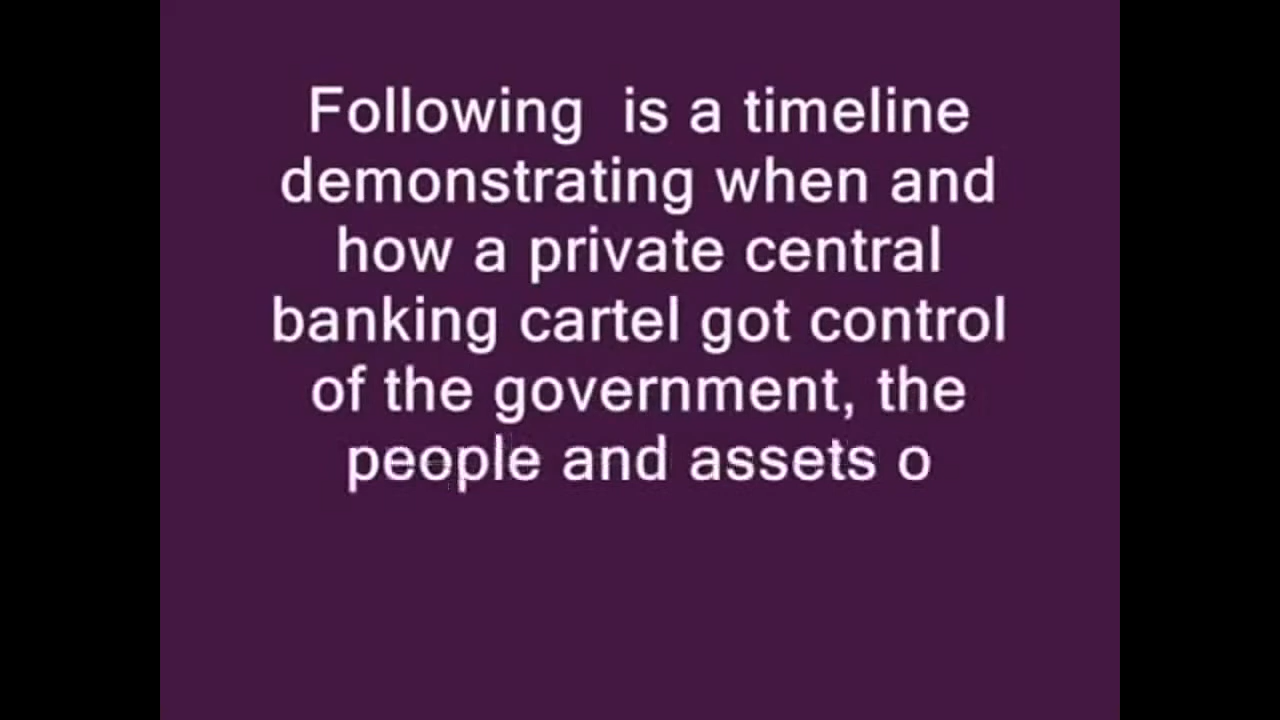 Following  is a timeline
demonstrating when and
how a private central
banking cartel got control
of the government, the
people and assets o